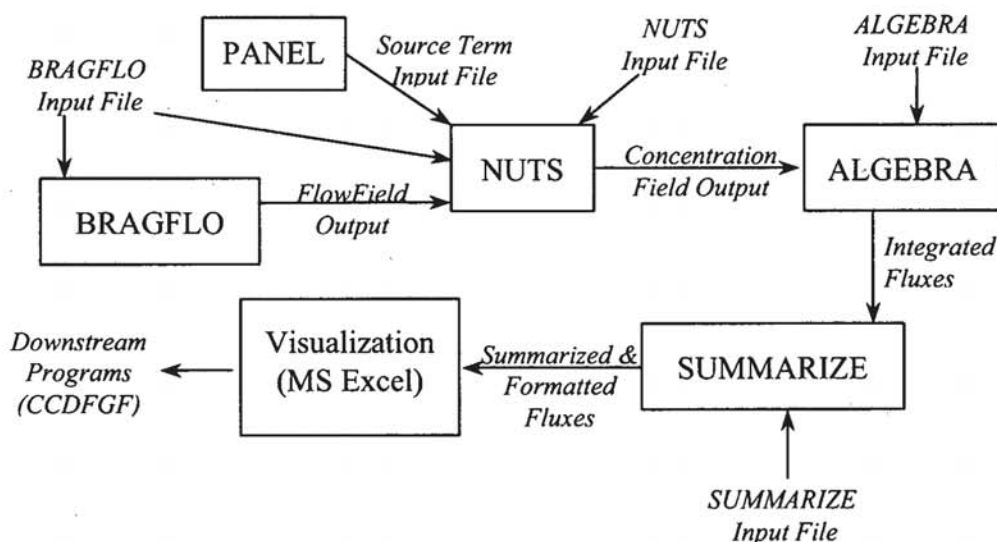 PANEL
Source Term
Input File
NUTS
Input File
ALGEBRA
Input File
BRAGFLO
Input File
NUTS
Concentration
Field Output
ALGEBRA
BRAGFLO
FlowField
Output
Integrated
Fluxes
Downstream
Programs
(CCDFGF)
Visualization
(MS Excel)
Summarized &
Formatted
Fluxes
SUMMARIZE
SUMMARIZE
Input File